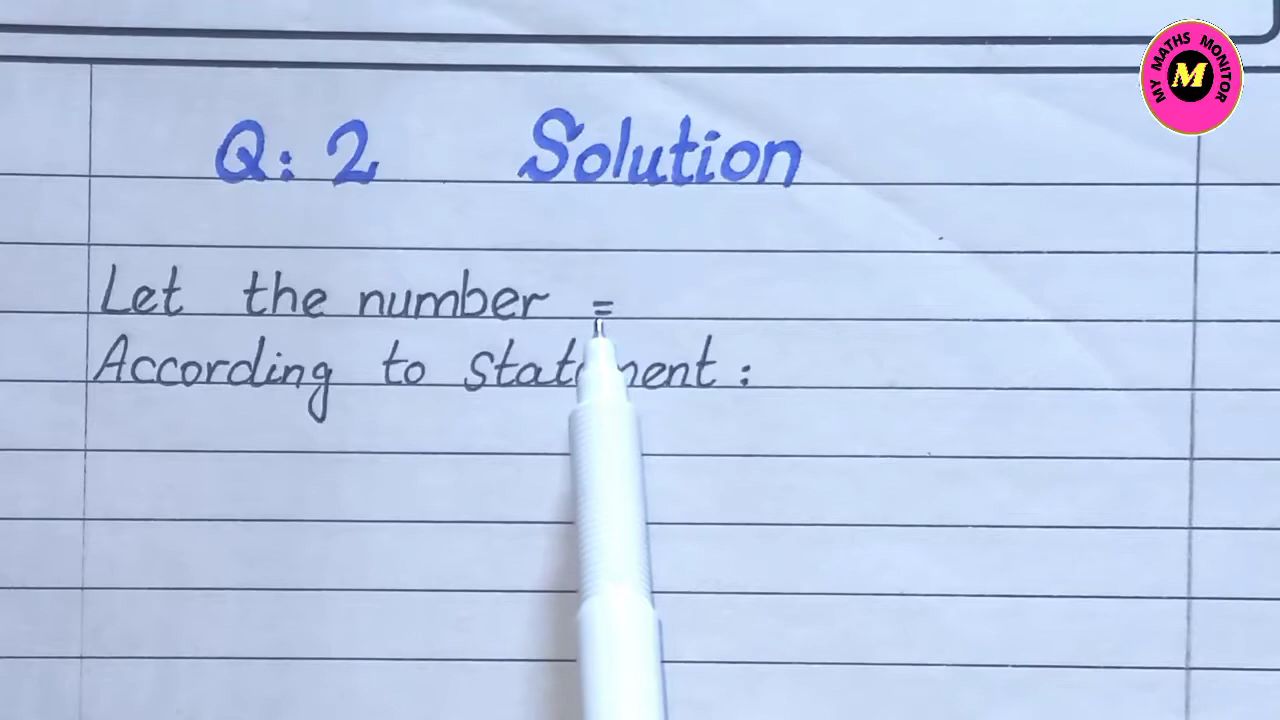 MY MATHS MONITOR
M
Q: 2 Solution
Let the number =
According to statement :